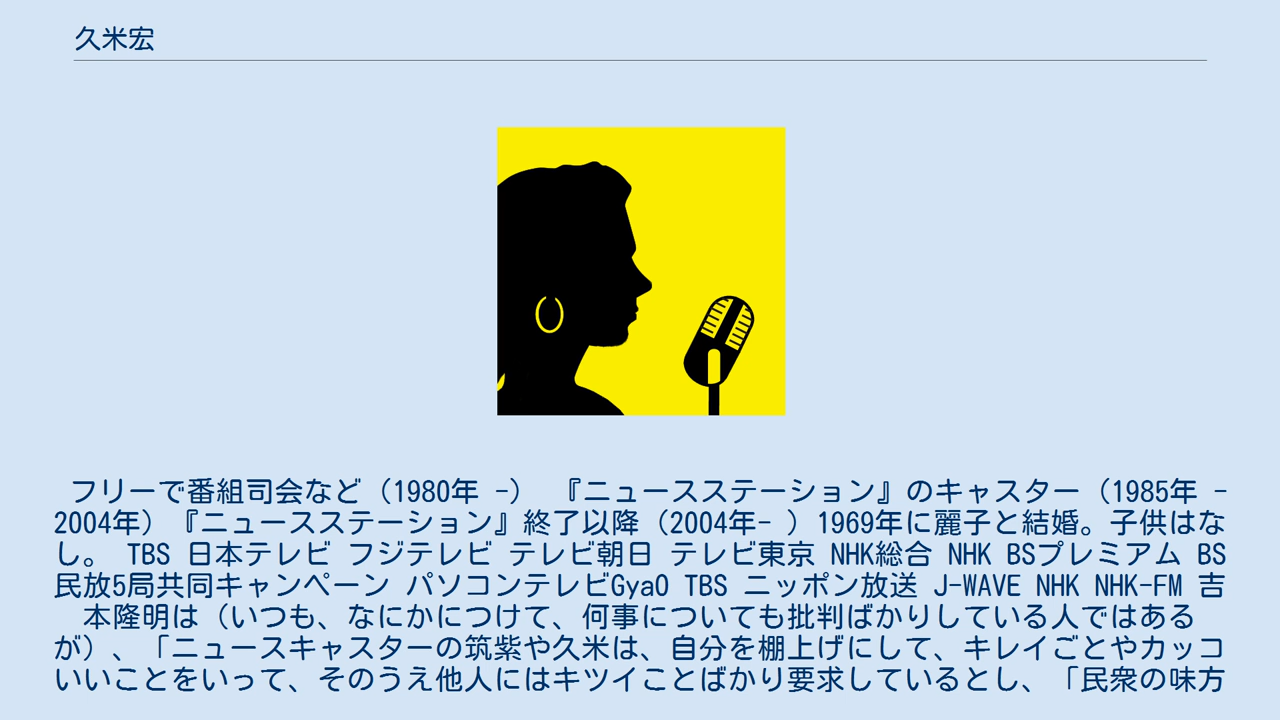 久米宏
フリーで番組司会など（1980年 -） 『ニュースステーション』のキャスター（1985年 -
2004年）『ニュースステーション』終了以降（2004年- ）1969年に麗子と結婚。子供はな
し。 TBS 日本テレビ フジテレビ テレビ朝日 テレビ東京 NHK総合 NHK BSプレミアム BS
民放5局共同キャンペーン パソコンテレビGyaO TBS ニッポン放送 J-WAVE NHK NHK-FM 吉
本隆明は（いつも、なにかにつけて、何事についても批判ばかりしている人ではある
が）、「ニュースキャスターの筑紫や久米は、自分を棚上げにして、キレイごとやカッコ
いいことをいって、そのうえ他人にはキツイことばかり要求しているとし、「民衆の味方